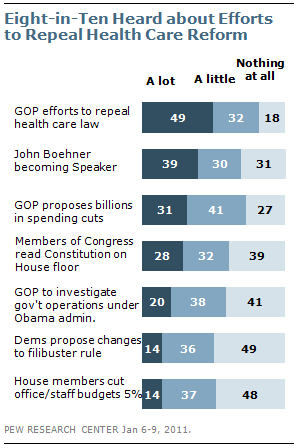 Eight-in-Ten Heard about Efforts
to Repeal Health Care Reform
A lot A little Nothing
at all
GOP efforts to repeal
health care law
49 32 18
John Boehner
becoming Speaker
39 30 31
GOP proposes billions
in spending cuts
31 41 27
Members of Congress
read Constitution on
House floor
28 32 39
GOP to investigate
gov't operations under
Obama admin.
20 38 41
Dems propose changes
to filibuster rule
14 36 49
House members cut
office/staff budgets 5%
14 37 48
PEW RESEARCH CENTER Jan 6-9, 2011.